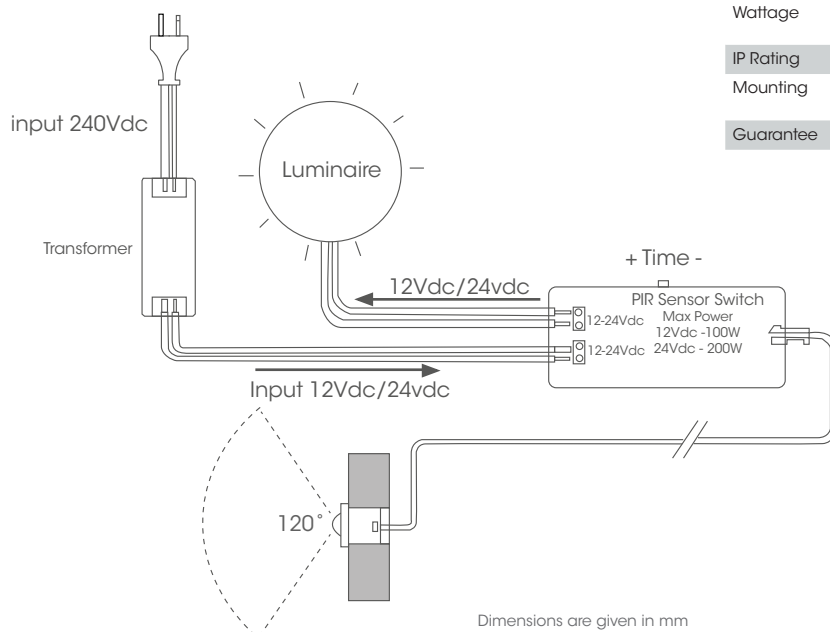 Wattage
IP Rating
Mounting
Guarantee
input 240Vdc
Luminaire
Transformer
+ Time -
12Vdc/24vdc
PIR Sensor Switch
Max Power
12Vdc -100W
24Vdc - 200W
12-24Vdc
12-24Vdc
Input 12Vdc/24vdc
120°
Dimensions are given in mm